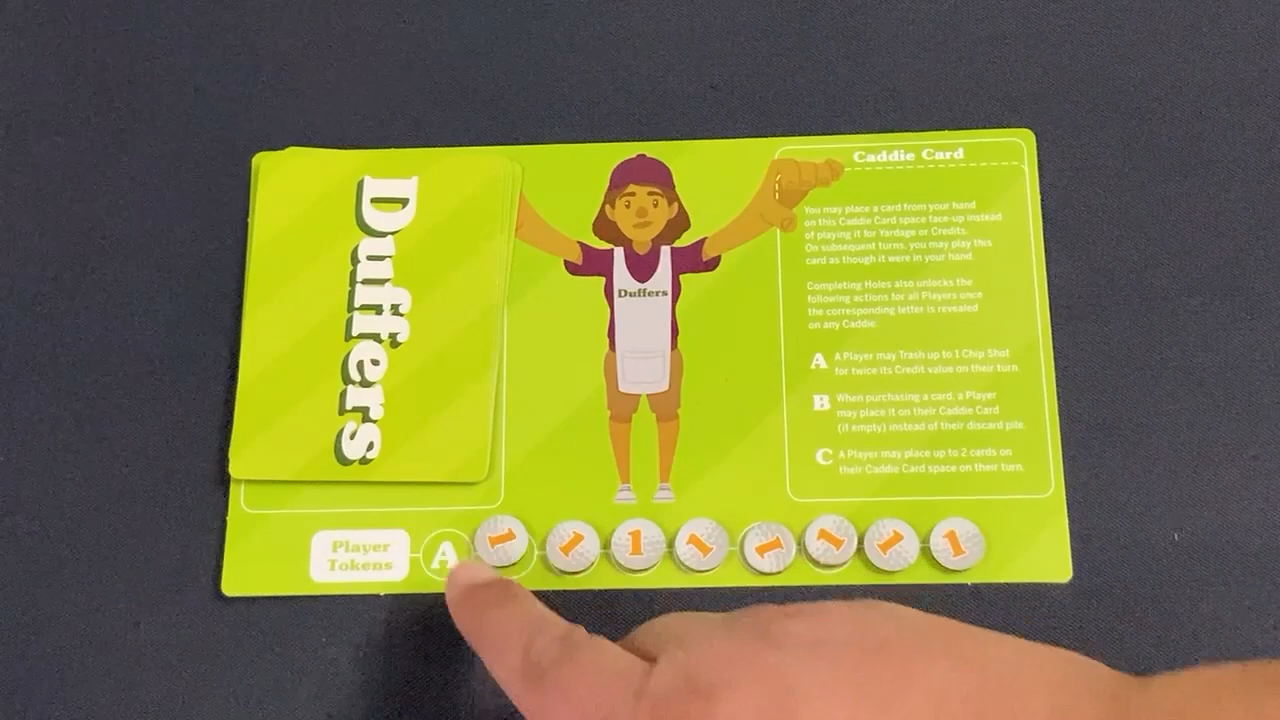 Duffers
Duffers
Caddie Card
You may place a card from your hand
on this Caddie Card space face-up instead
of playing it for Yardage or Credits.
On subsequent turns, you may play this
card as though it were in your hand.
Completing Holes also unlocks the
following actions for all Players once
the corresponding letter is revealed
on any Caddie:
A A Player may Trash up to 1 Chip Shot
for twice its Credit value on their turn.
B When purchasing a card, a Player
may place it on their Caddie Card
(if empty) instead of their discard pile.
C A Player may place up to 2 cards on
their Caddie Card space on their turn.
Player
Tokens
A 1 1 1 1 1 1 1 1